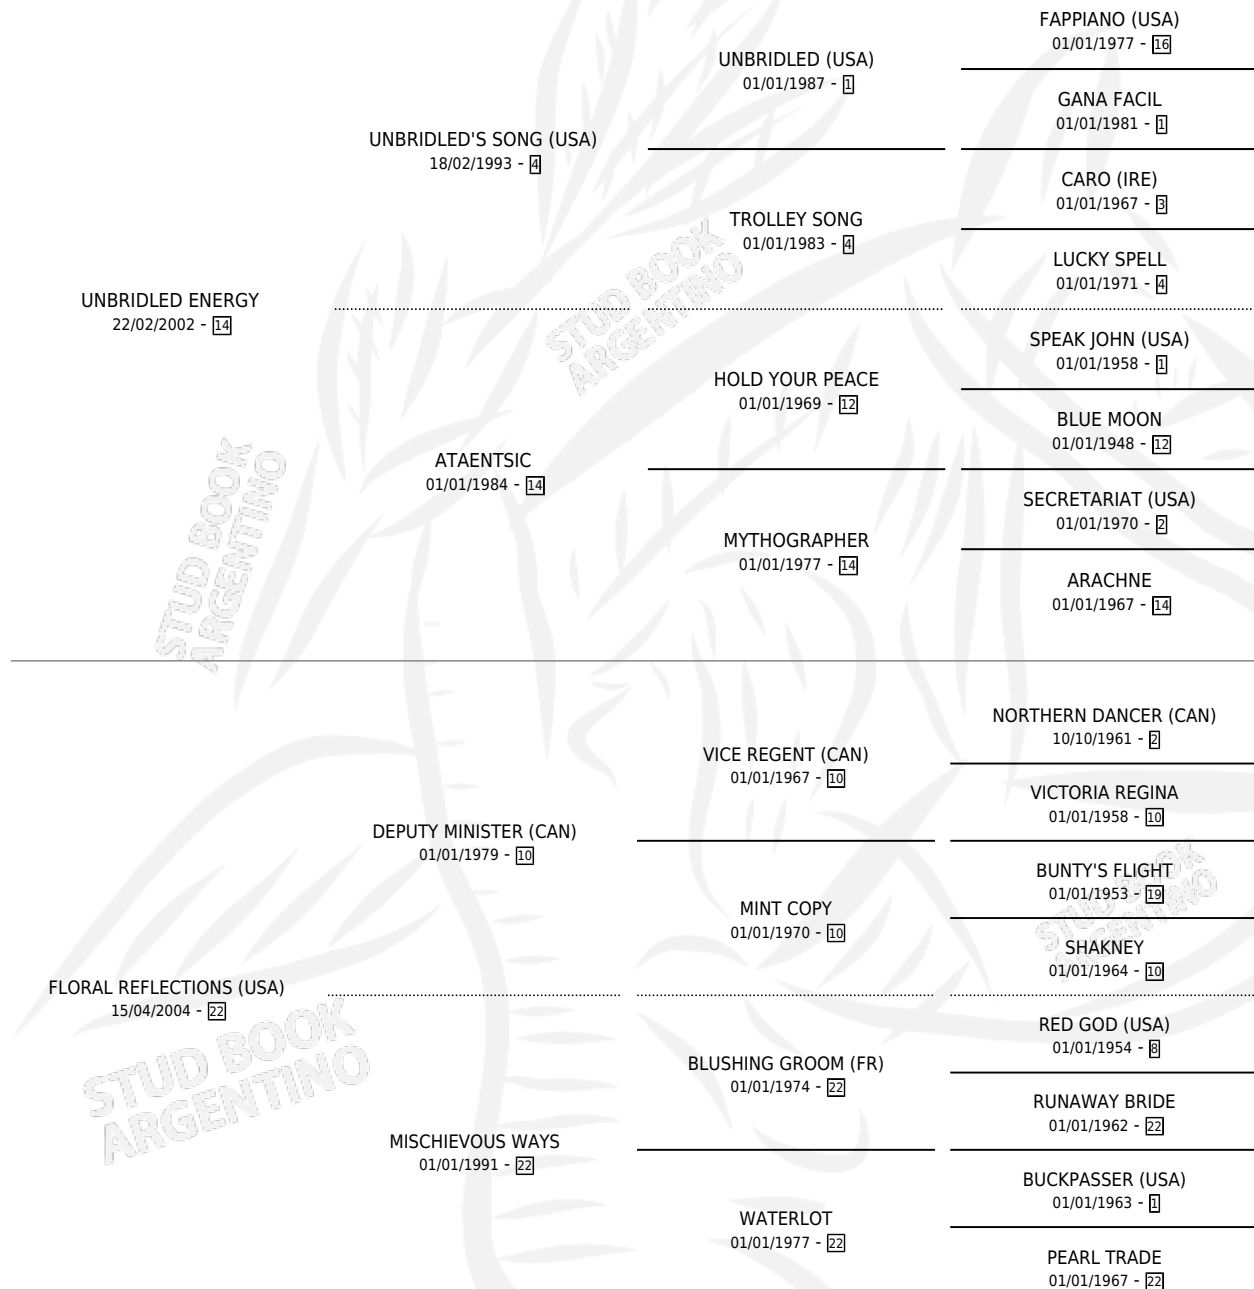 FAPPIANO (USA)
01/01/1977 - 16
UNBRIDLED (USA)
01/01/1987 - 1
GANA FACIL
01/01/1981 - 1
UNBRIDLED'S SONG (USA)
18/02/1993 - 4
CARO (IRE)
01/01/1967 - 3
TROLLEY SONG
01/01/1983 - 4
LUCKY SPELL
01/01/1971 - 4
UNBRIDLED ENERGY
22/02/2002 - 14
SPEAK JOHN (USA)
01/01/1958 - 1
HOLD YOUR PEACE
01/01/1969 - 12
BLUE MOON
01/01/1948 - 12
ATAENTSIC
01/01/1984 - 14
SECRETARIAT (USA)
01/01/1970 - 2
MYTHOGRAPHER
01/01/1977 - 14
ARACHNE
01/01/1967 - 14
NORTHERN DANCER (CAN)
10/10/1961 - 2
VICE REGENT (CAN)
01/01/1967 - 10
VICTORIA REGINA
01/01/1958 - 10
DEPUTY MINISTER (CAN)
01/01/1979 - 10
BUNTY'S FLIGHT
01/01/1953 - 19
MINT COPY
01/01/1970 - 10
SHAKNEY
01/01/1964 - 10
FLORAL REFLECTIONS (USA)
15/04/2004 - 22
RED GOD (USA)
01/01/1954 - 8
BLUSHING GROOM (FR)
01/01/1974 - 22
RUNAWAY BRIDE
01/01/1962 - 22
MISCHIEVOUS WAYS
01/01/1991 - 22
BUCKPASSER (USA)
01/01/1963 - 1
WATERLOT
01/01/1977 - 22
PEARL TRADE
01/01/1967 - 22
STUD BOOK
ARGENTINO
STUD BOOK
ARGENTINO
STUD BOOK
ARGENTINO
STUD BOOK
ARGENTINO